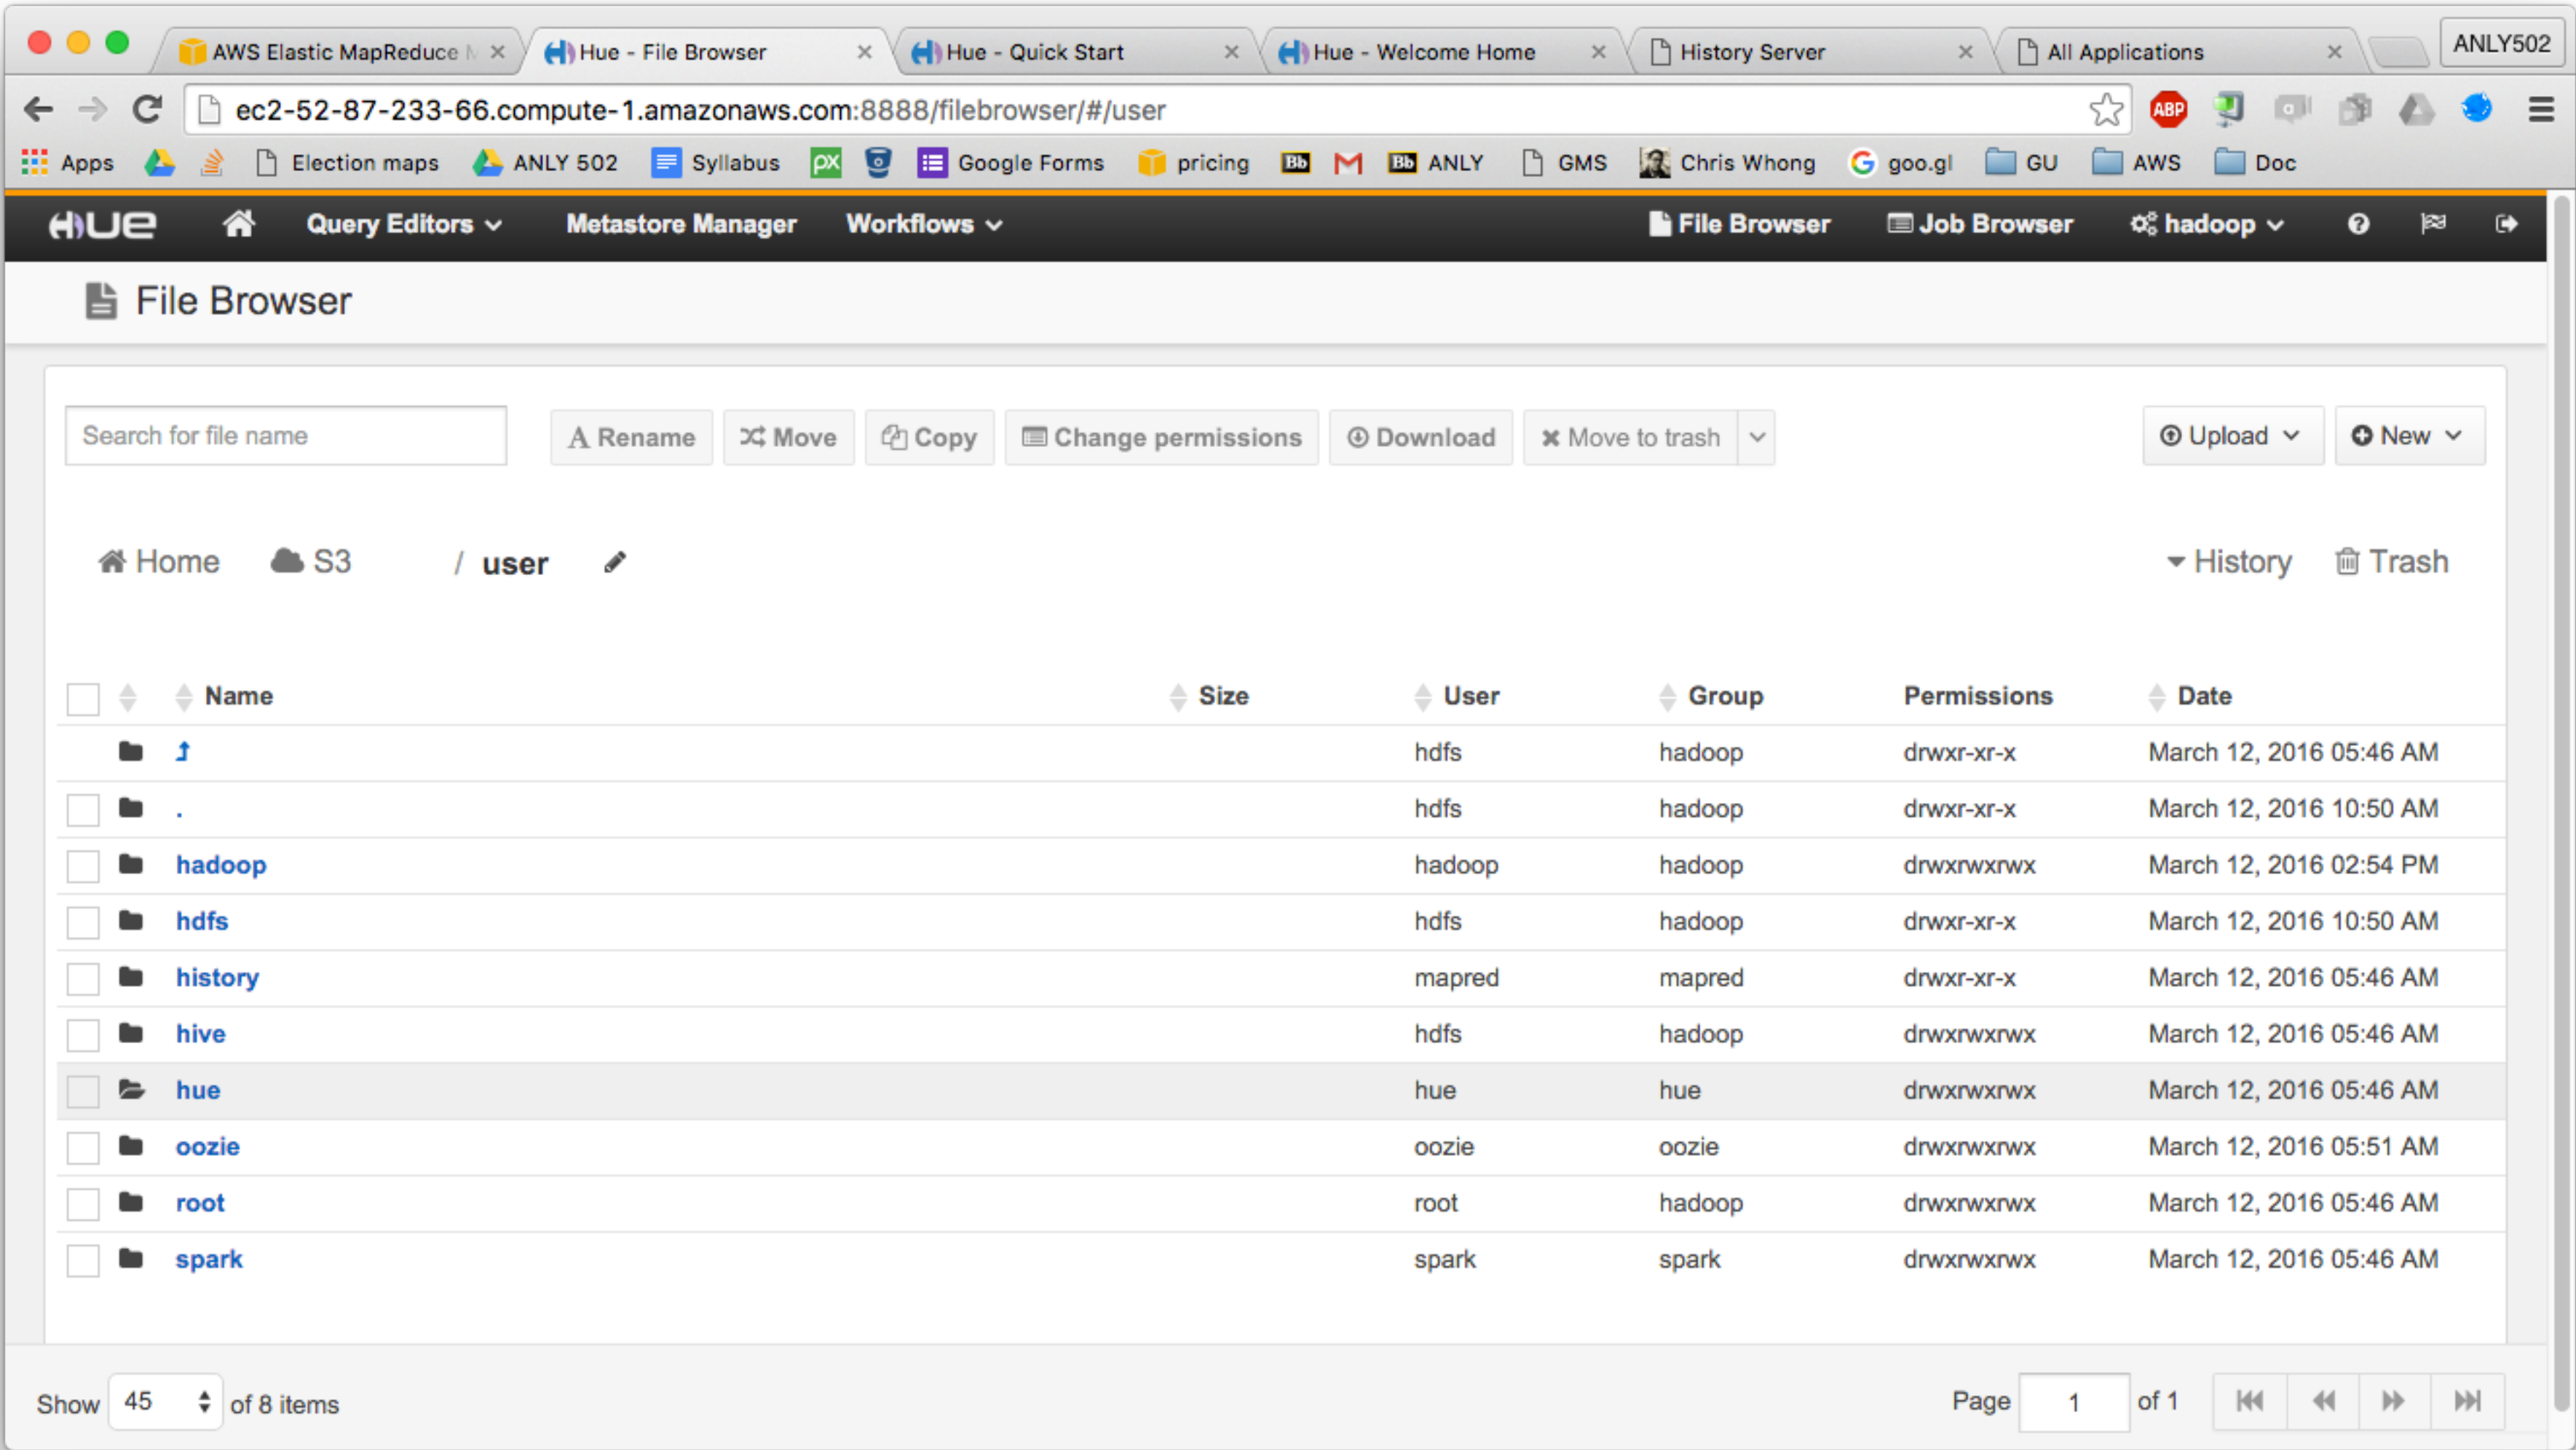 AWS Elastic MapReduce M Hue - File Browser Hue - Quick Start Hue - Welcome Home History Server All Applications ANLY502
ec2-52-87-233-66.compute-1.amazonaws.com:8888/filebrowser/#/user ABP
Apps Election maps ANLY 502 Syllabus px Google Forms pricing Bb Bb ANLY GMS Chris Whong goo.gl GU AWS Doc
HUE Query Editors Metastore Manager Workflows File Browser Job Browser hadoop
File Browser
Search for file name Rename Move Copy Change permissions Download Move to trash Upload New
Home S3 / user History Trash
Name Size User Group Permissions Date
hdfs hadoop drwxr-xr-x March 12, 2016 05:46 AM
. hdfs hadoop drwxr-xr-x March 12, 2016 10:50 AM
hadoop hadoop hadoop drwxrwxrwx March 12, 2016 02:54 PM
hdfs hdfs hadoop drwxr-xr-x March 12, 2016 10:50 AM
history mapred mapred drwxr-xr-x March 12, 2016 05:46 AM
hive hdfs hadoop drwxrwxrwx March 12, 2016 05:46 AM
hue hue hue drwxrwxrwx March 12, 2016 05:46 AM
oozie oozie oozie drwxrwxrwx March 12, 2016 05:51 AM
root root hadoop drwxrwxrwx March 12, 2016 05:46 AM
spark spark spark drwxrwxrwx March 12, 2016 05:46 AM
Show 45 of 8 items Page 1 of 1